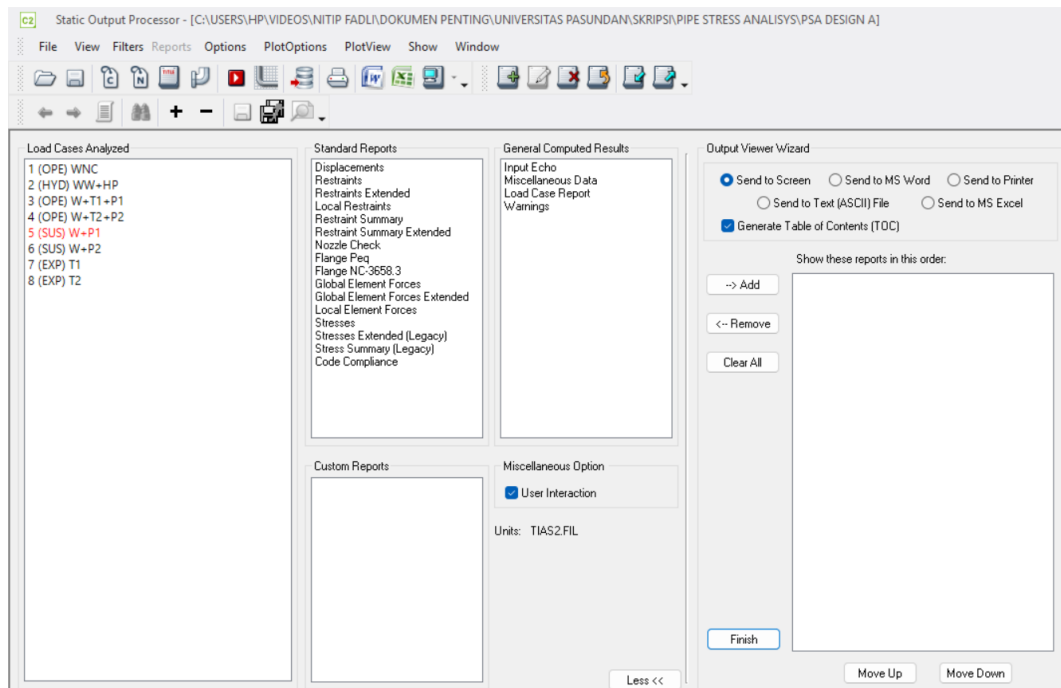 C2 Static Output Processor - [C:\USERS\HP\VIDEOS\NITIP FADLI\DOKUMEN PENTING\UNIVERSITAS PASUNDAN\SKRIPSI\PIPE STRESS ANALISYS\PSA DESIGN A]
File View Filters Reports Options PlotOptions PlotView Show Window
Load Cases Analyzed
1 (OPE) WNC
2 (HYD) WW+HP
3 (OPE) W+T1+P1
4 (OPE) W+T2+P2
5 (SUS) W+P1
6 (SUS) W+P2
7 (EXP) T1
8 (EXP) T2
Standard Reports
Displacements
Restraints
Restraints Extended
Local Restraints
Restraint Summary
Restraint Summary Extended
Nozzle Check
Flange Peq
Flange NC-3658.3
Global Element Forces
Global Element Forces Extended
Local Element Forces
Stresses
Stresses Extended (Legacy)
Stress Summary (Legacy)
Code Compliance
General Computed Results
Input Echo
Miscellaneous Data
Load Case Report
Warnings
Custom Reports
Miscellaneous Option
User Interaction
Units: TIAS2.FIL
Less <<
Output Viewer Wizard
Send to Screen Send to MS Word Send to Printer
Send to Text (ASCII) File Send to MS Excel
Generate Table of Contents (TOC)
Show these reports in this order:
--> Add
<-- Remove
Clear All
Finish
Move Up Move Down